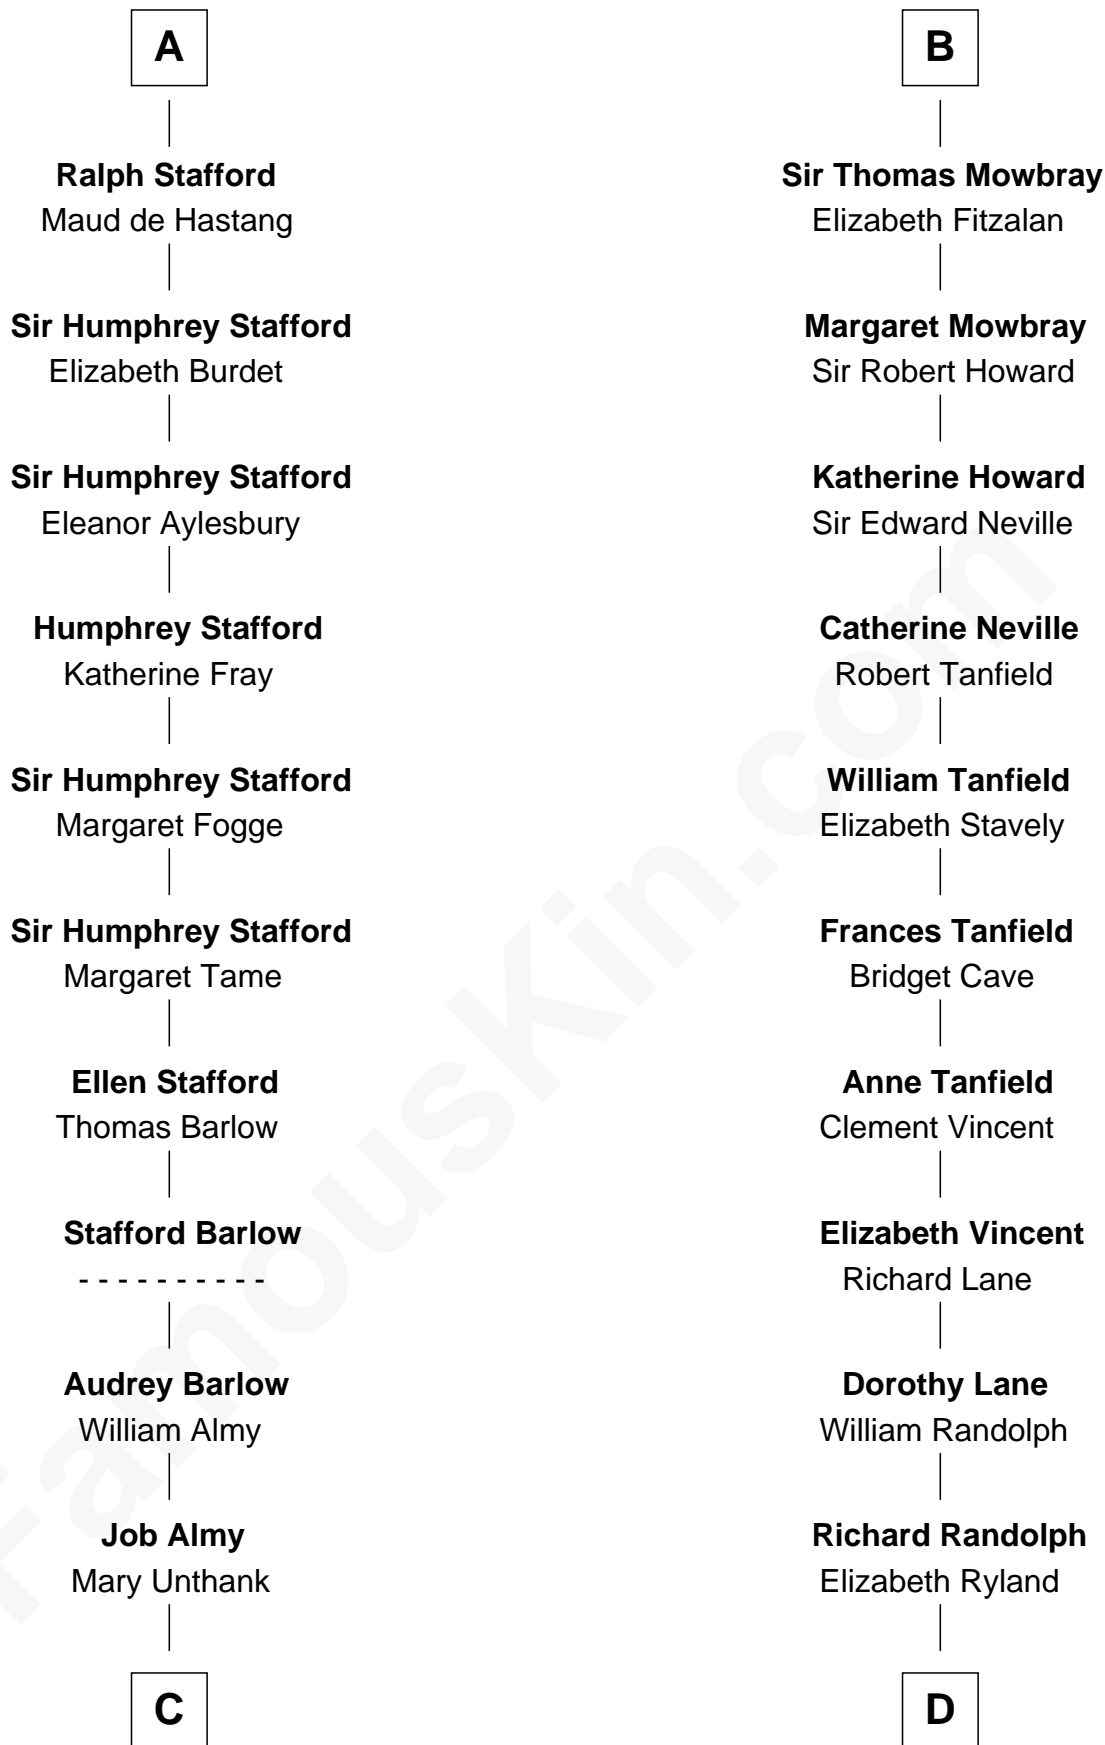 A
Ralph Stafford
Maud de Hastang
Sir Humphrey Stafford
Elizabeth Burdet
Sir Humphrey Stafford
Eleanor Aylesbury
Humphrey Stafford
Katherine Fray
Sir Humphrey Stafford
Margaret Fogge
Sir Humphrey Stafford
Margaret Tame
Ellen Stafford
Thomas Barlow
Stafford Barlow
- - - - - - - - - -
Audrey Barlow
William Almy
Job Almy
Mary Unthank
C
B
Sir Thomas Mowbray
Elizabeth Fitzalan
Margaret Mowbray
Sir Robert Howard
Katherine Howard
Sir Edward Neville
Catherine Neville
Robert Tanfield
William Tanfield
Elizabeth Stavely
Frances Tanfield
Bridget Cave
Anne Tanfield
Clement Vincent
Elizabeth Vincent
Richard Lane
Dorothy Lane
William Randolph
Richard Randolph
Elizabeth Ryland
D
FamousKin.com